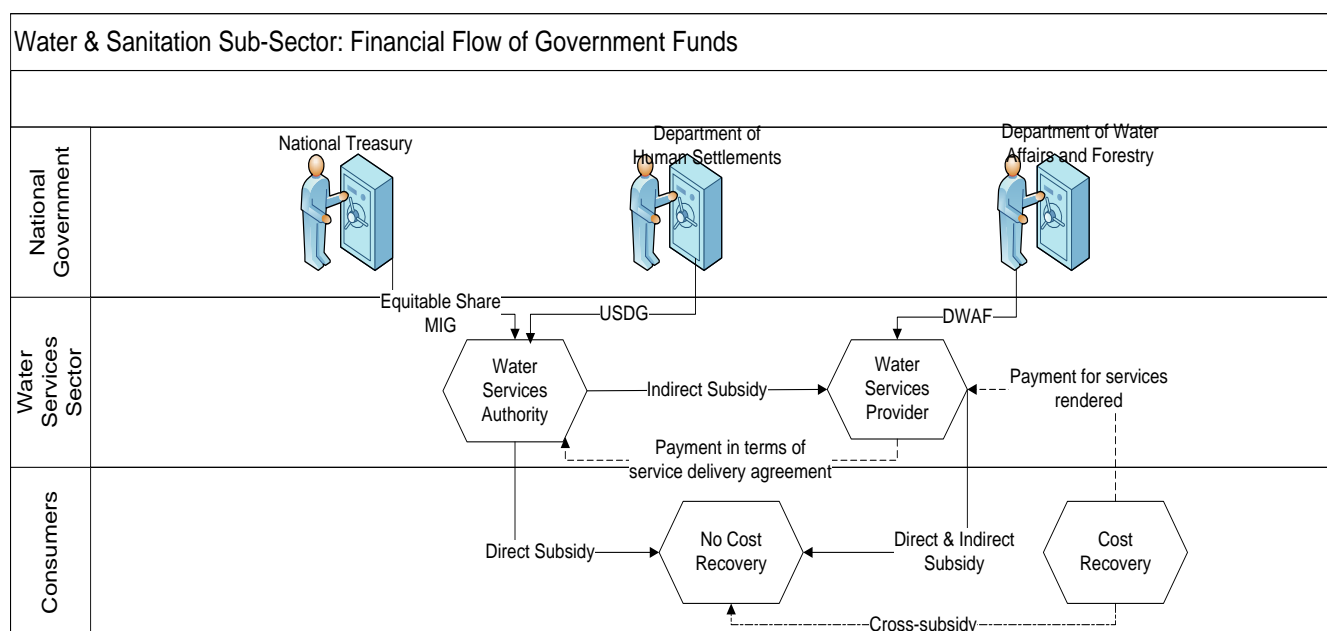 Water & Sanitation Sub-Sector: Financial Flow of Government Funds
National
Government
National Treasury
Department of
Human Settlements
Department of Water
Affairs and Forestry
Equitable Share
MIG
USDG
DWAF
Water
Services
Sector
Water
Services
Authority
Indirect Subsidy
Water
Services
Provider
Payment for services
rendered
Payment in terms of
service delivery agreement
Consumers
Direct Subsidy
No Cost
Recovery
Direct & Indirect
Subsidy
Cost
Recovery
Cross-subsidy